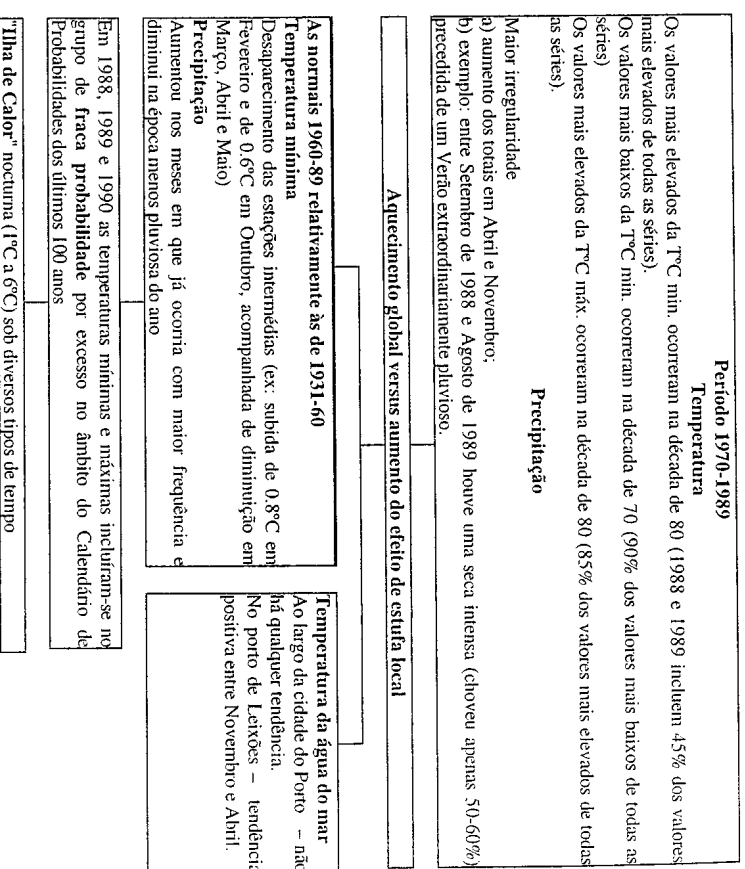 Período 1970-1989
Temperatura
Os valores mais elevados da TºC min. ocorreram na década de 80 (1988 e 1989 incluem 45% dos valores
mais elevados de todas as séries).
Os valores mais baixos da TºC min. ocorreram na década de 70 (90% dos valores mais baixos de todas as
séries)
Os valores mais elevados da TºC máx. ocorreram na década de 80 (85% dos valores mais elevados de todas
as séries).
Precipitação
Maior irregularidade
a) aumento dos totais em Abril e Novembro;
b) exemplo: entre Setembro de 1988 e Agosto de 1989 houve uma seca intensa (choveu apenas 50-60%)
precedida de um Verão extraordinariamente pluvioso.
Aquecimento global versus aumento do efeito de estufa local
As normais 1960-89 relativamente às de 1931-60
Temperatura mínima
Desaparecimento das estações intermédias (ex: subida de 0.8ºC em
Fevereiro e de 0.6ºC em Outubro, acompanhada de diminuição em
Março, Abril e Maio)
Precipitação
Aumentou nos meses em que já ocorria com maior frequência e
diminui na época menos pluviosa do ano
Temperatura da água do mar
Ao largo da cidade do Porto – não
há qualquer tendência.
No porto de Leixões – tendência
positiva entre Novembro e Abril.
Em 1988, 1989 e 1990 as temperaturas mínimas e máximas incluíram-se no
grupo de fraca probabilidade por excesso no âmbito do Calendário de
Probabilidades dos últimos 100 anos
"Ilha de Calor" nocturna (1ºC a 6ºC) sob diversos tipos de tempo